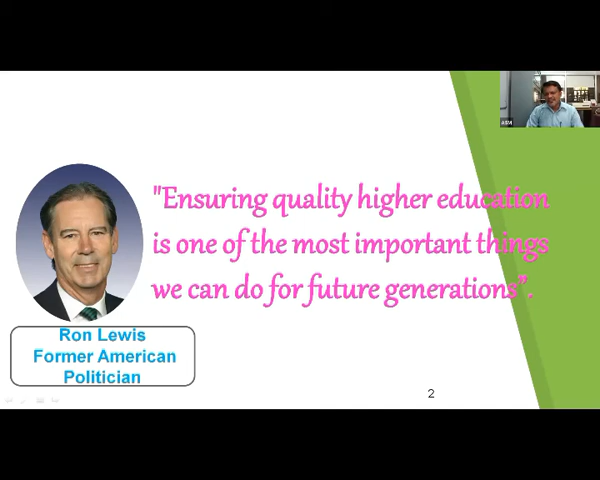 "Ensuring quality higher education
is one of the most important things
we can do for future generations”.
Ron Lewis
Former American
Politician
2